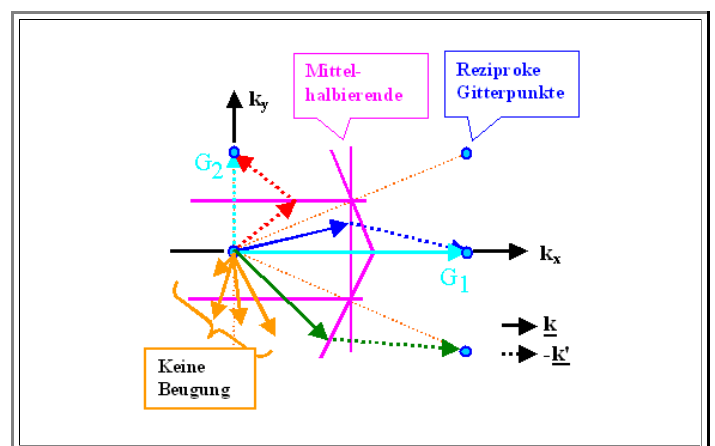 Mittel-
halbierende
Reziproke
Gitterpunkte
ky
G2
kx
G1
k
-k'
Keine
Beugung